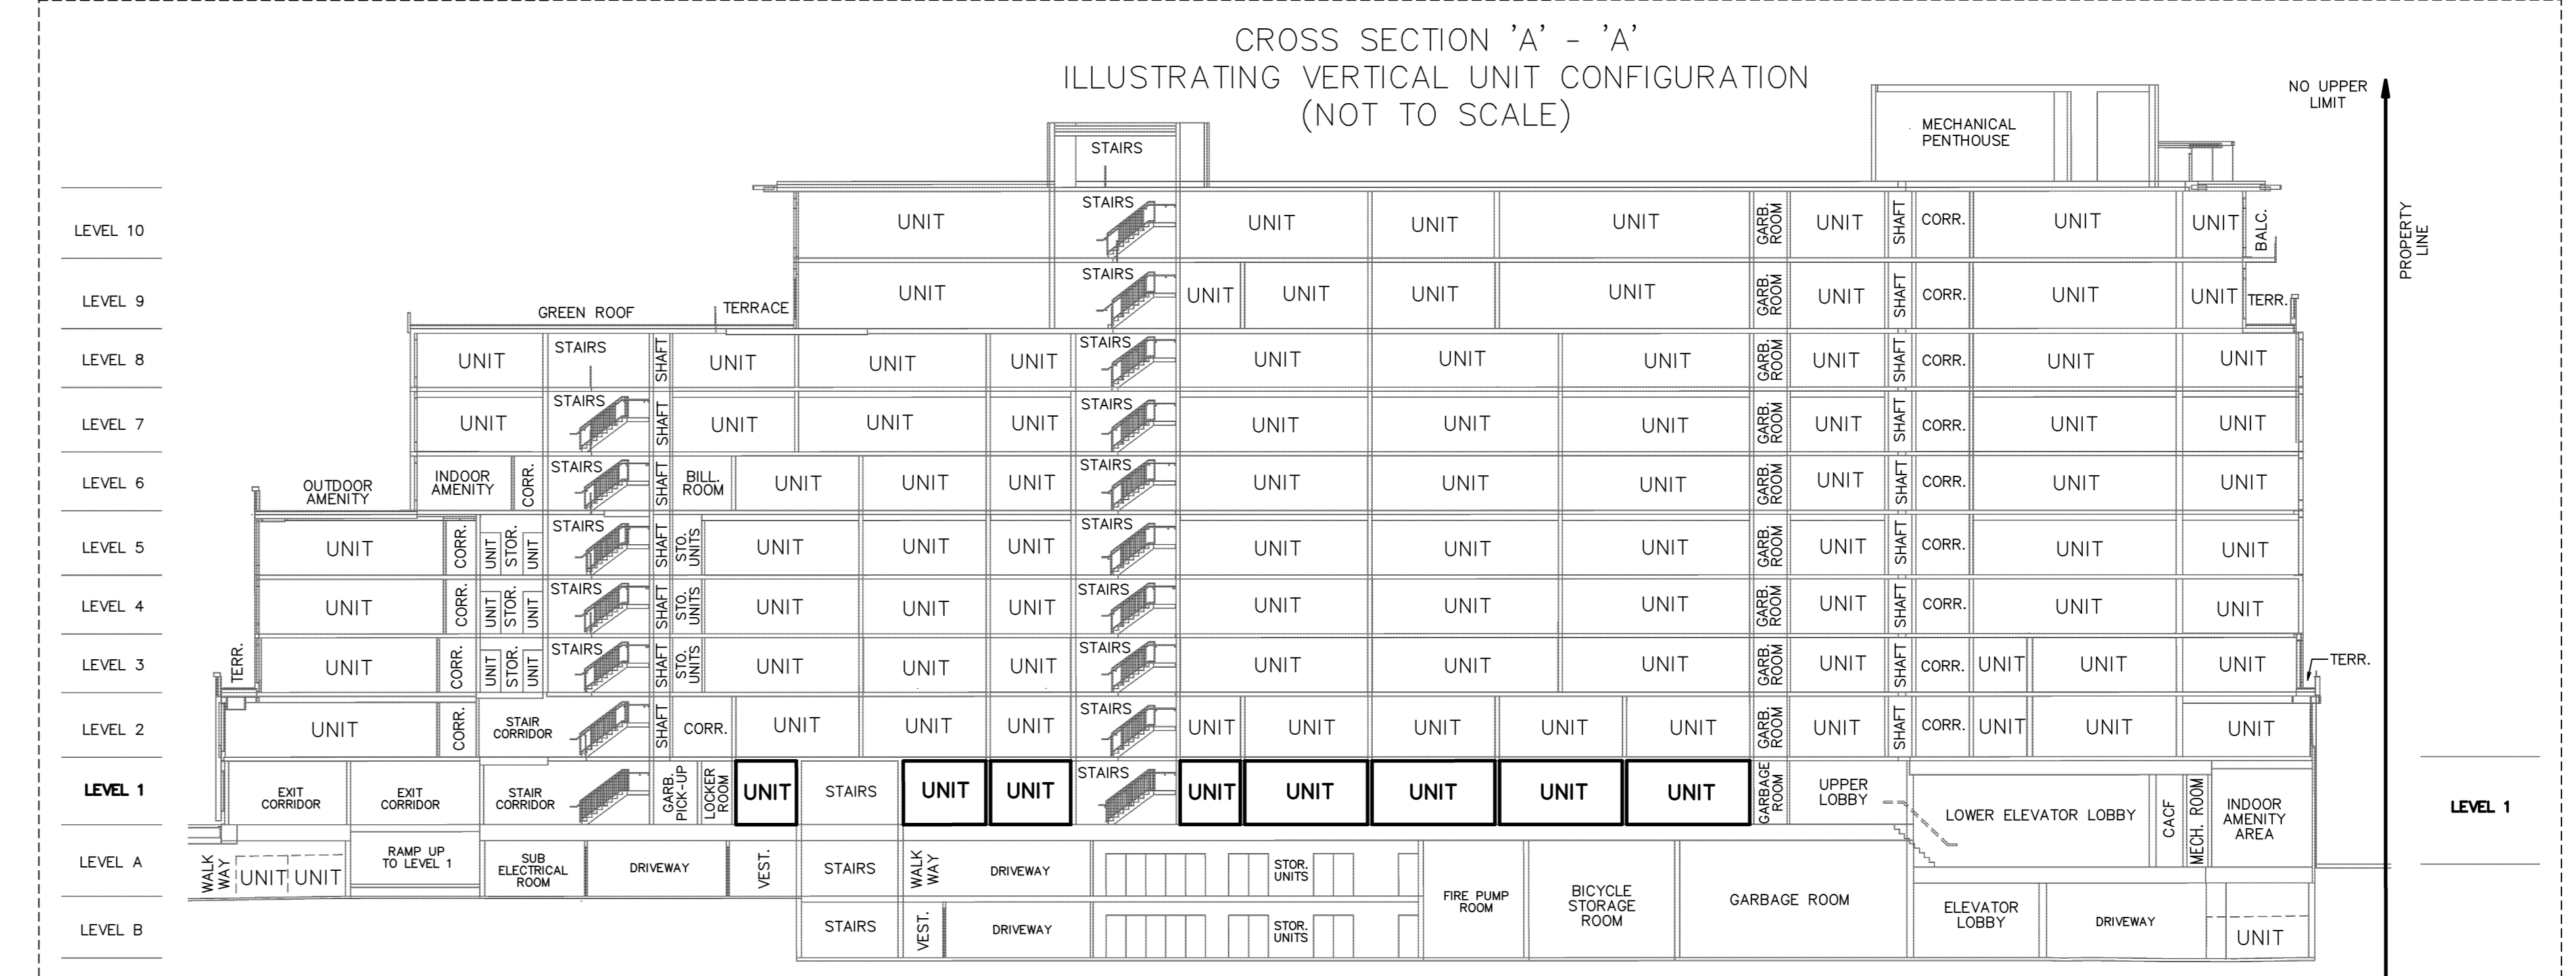 CROSS SECTION 'A' - 'A'
ILLUSTRATING VERTICAL UNIT CONFIGURATION
(NOT TO SCALE)
NO UPPER
LIMIT
PROPERTY
LINE
MECHANICAL
PENTHOUSE
STAIRS
LEVEL 10
UNIT
STAIRS
UNIT
UNIT
UNIT
GARB.
ROOM
UNIT
SHAFT
CORR.
UNIT
UNIT
BALC.
LEVEL 9
GREEN ROOF
TERRACE
UNIT
STAIRS
UNIT
UNIT
UNIT
UNIT
GARB.
ROOM
UNIT
SHAFT
CORR.
UNIT
UNIT
TERR.
LEVEL 8
UNIT
STAIRS
SHAFT
UNIT
UNIT
UNIT
STAIRS
UNIT
UNIT
UNIT
GARB.
ROOM
UNIT
SHAFT
CORR.
UNIT
UNIT
LEVEL 7
UNIT
STAIRS
SHAFT
UNIT
UNIT
UNIT
STAIRS
UNIT
UNIT
UNIT
GARB.
ROOM
UNIT
SHAFT
CORR.
UNIT
UNIT
LEVEL 6
OUTDOOR
AMENITY
INDOOR
AMENITY
CORR.
STAIRS
SHAFT
BILL.
ROOM
UNIT
UNIT
UNIT
STAIRS
UNIT
UNIT
UNIT
GARB.
ROOM
UNIT
SHAFT
CORR.
UNIT
UNIT
LEVEL 5
UNIT
CORR.
UNIT
STOR.
UNIT
STAIRS
SHAFT
STO.
UNITS
UNIT
UNIT
UNIT
STAIRS
UNIT
UNIT
UNIT
GARB.
ROOM
UNIT
SHAFT
CORR.
UNIT
UNIT
LEVEL 4
UNIT
CORR.
UNIT
STOR.
UNIT
STAIRS
SHAFT
STO.
UNITS
UNIT
UNIT
UNIT
STAIRS
UNIT
UNIT
UNIT
GARB.
ROOM
UNIT
SHAFT
CORR.
UNIT
UNIT
LEVEL 3
TERR.
UNIT
CORR.
UNIT
STOR.
UNIT
STAIRS
SHAFT
STO.
UNITS
UNIT
UNIT
UNIT
STAIRS
UNIT
UNIT
UNIT
GARB.
ROOM
UNIT
SHAFT
CORR.
UNIT
UNIT
UNIT
TERR.
LEVEL 2
UNIT
CORR.
STAIR
CORRIDOR
SHAFT
CORR.
UNIT
UNIT
UNIT
STAIRS
UNIT
UNIT
UNIT
UNIT
UNIT
GARB.
ROOM
UNIT
SHAFT
CORR.
UNIT
UNIT
UNIT
LEVEL 1
EXIT
CORRIDOR
EXIT
CORRIDOR
STAIR
CORRIDOR
GARB.
PICK-UP
LOCKER
ROOM
UNIT
STAIRS
UNIT
UNIT
STAIRS
UNIT
UNIT
UNIT
UNIT
UNIT
GARBAGE
ROOM
UPPER
LOBBY
LOWER ELEVATOR LOBBY
CACF
MECH. ROOM
INDOOR
AMENITY
AREA
LEVEL 1
LEVEL A
WALK
WAY
UNIT
UNIT
RAMP UP
TO LEVEL 1
SUB
ELECTRICAL
ROOM
DRIVEWAY
VEST.
STAIRS
WALK
WAY
DRIVEWAY
STOR.
UNITS
FIRE PUMP
ROOM
BICYCLE
STORAGE
ROOM
GARBAGE ROOM
ELEVATOR
LOBBY
DRIVEWAY
UNIT
LEVEL B
STAIRS
VEST.
DRIVEWAY
STOR.
UNITS